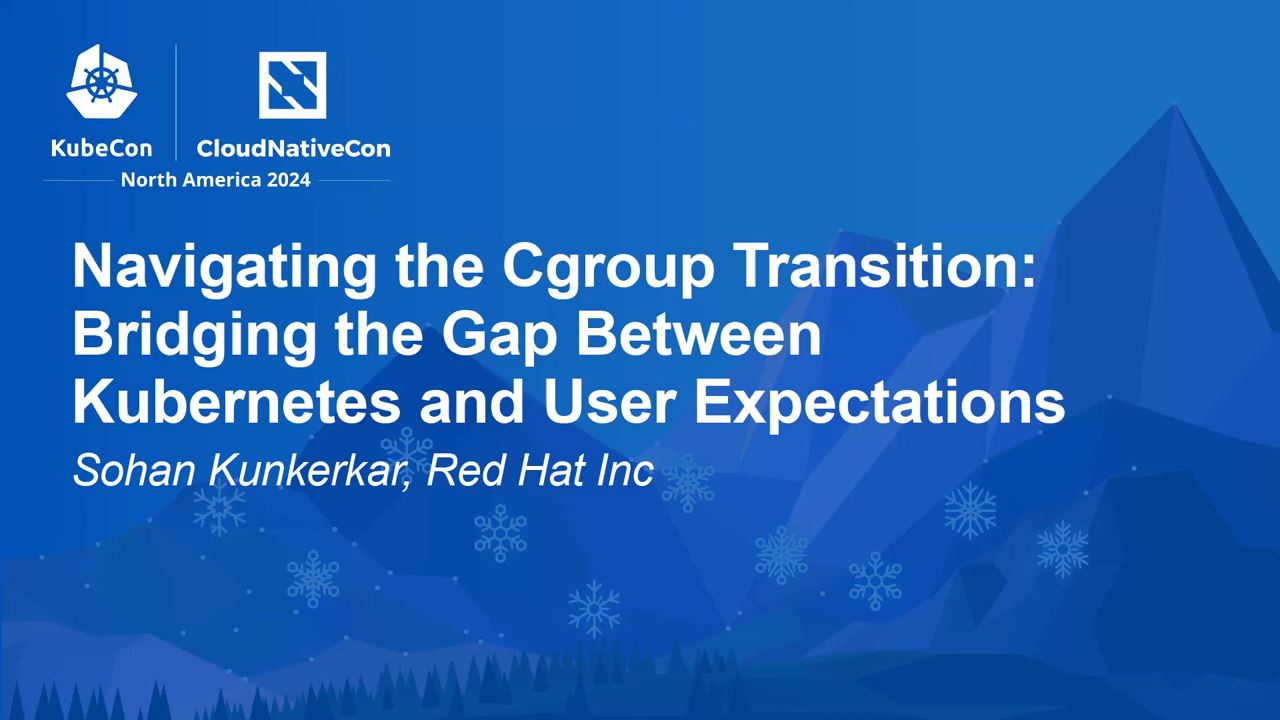 KubeCon
CloudNativeCon
North America 2024
Navigating the Cgroup Transition:
Bridging the Gap Between
Kubernetes and User Expectations
Sohan Kunkerkar, Red Hat Inc